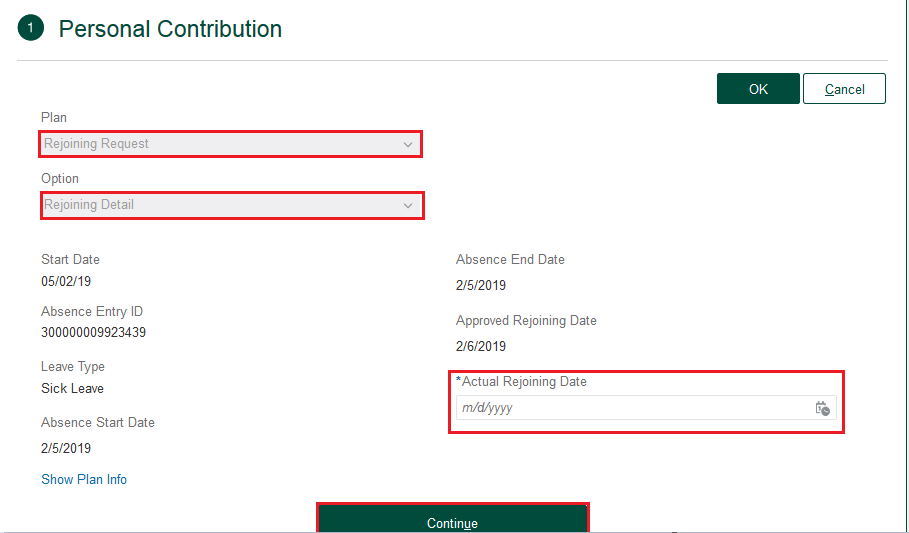 1 Personal Contribution
OK Cancel
Plan
Rejoining Request
Option
Rejoining Detail
Start Date
05/02/19
Absence Entry ID
300000009923439
Leave Type
Sick Leave
Absence Start Date
2/5/2019
Show Plan Info
Absence End Date
2/5/2019
Approved Rejoining Date
2/6/2019
*Actual Rejoining Date
m/d/yyyy
Continue